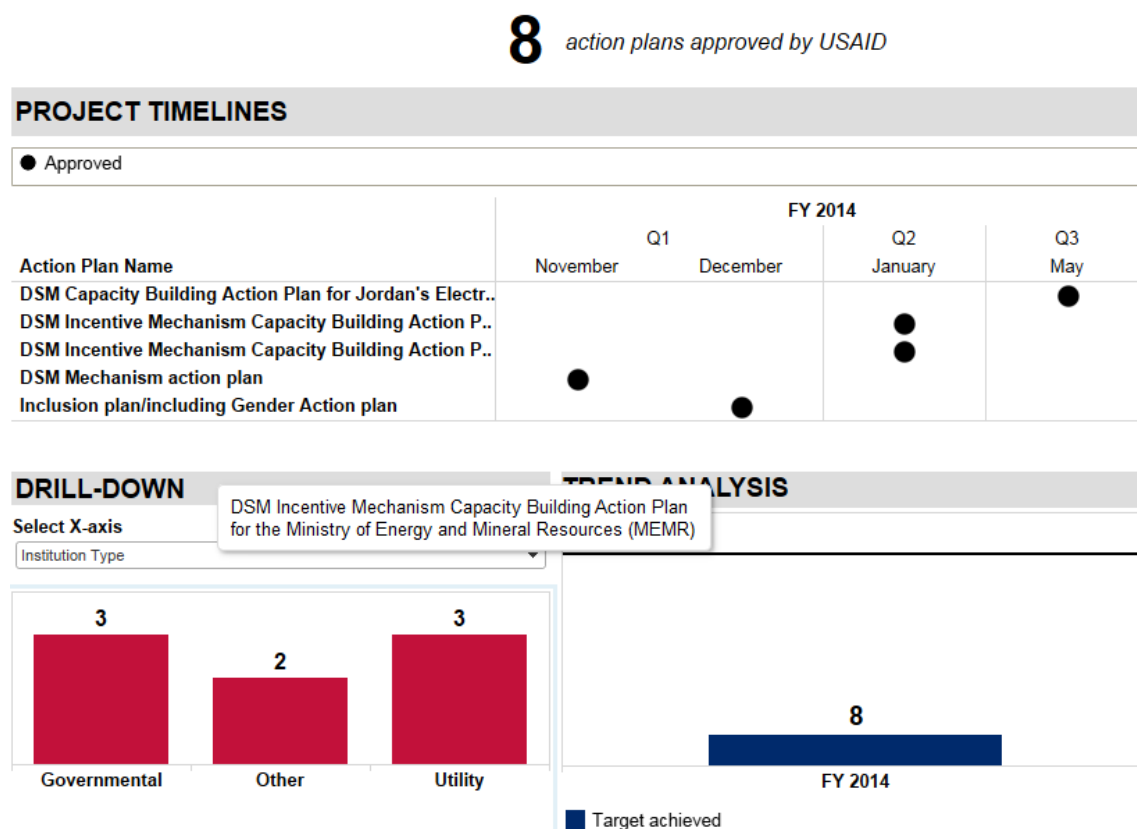 8 action plans approved by USAID
PROJECT TIMELINES
Approved
FY 2014
Q1 Q2 Q3
Action Plan Name November December January May
DSM Capacity Building Action Plan for Jordan's Electr..
DSM Incentive Mechanism Capacity Building Action P..
DSM Incentive Mechanism Capacity Building Action P..
DSM Mechanism action plan
Inclusion plan/including Gender Action plan
DRILL-DOWN
DSM Incentive Mechanism Capacity Building Action Plan
for the Ministry of Energy and Mineral Resources (MEMR)
Select X-axis
Institution Type
3 2 3
Governmental Other Utility
TREND ANALYSIS
8
FY 2014
Target achieved